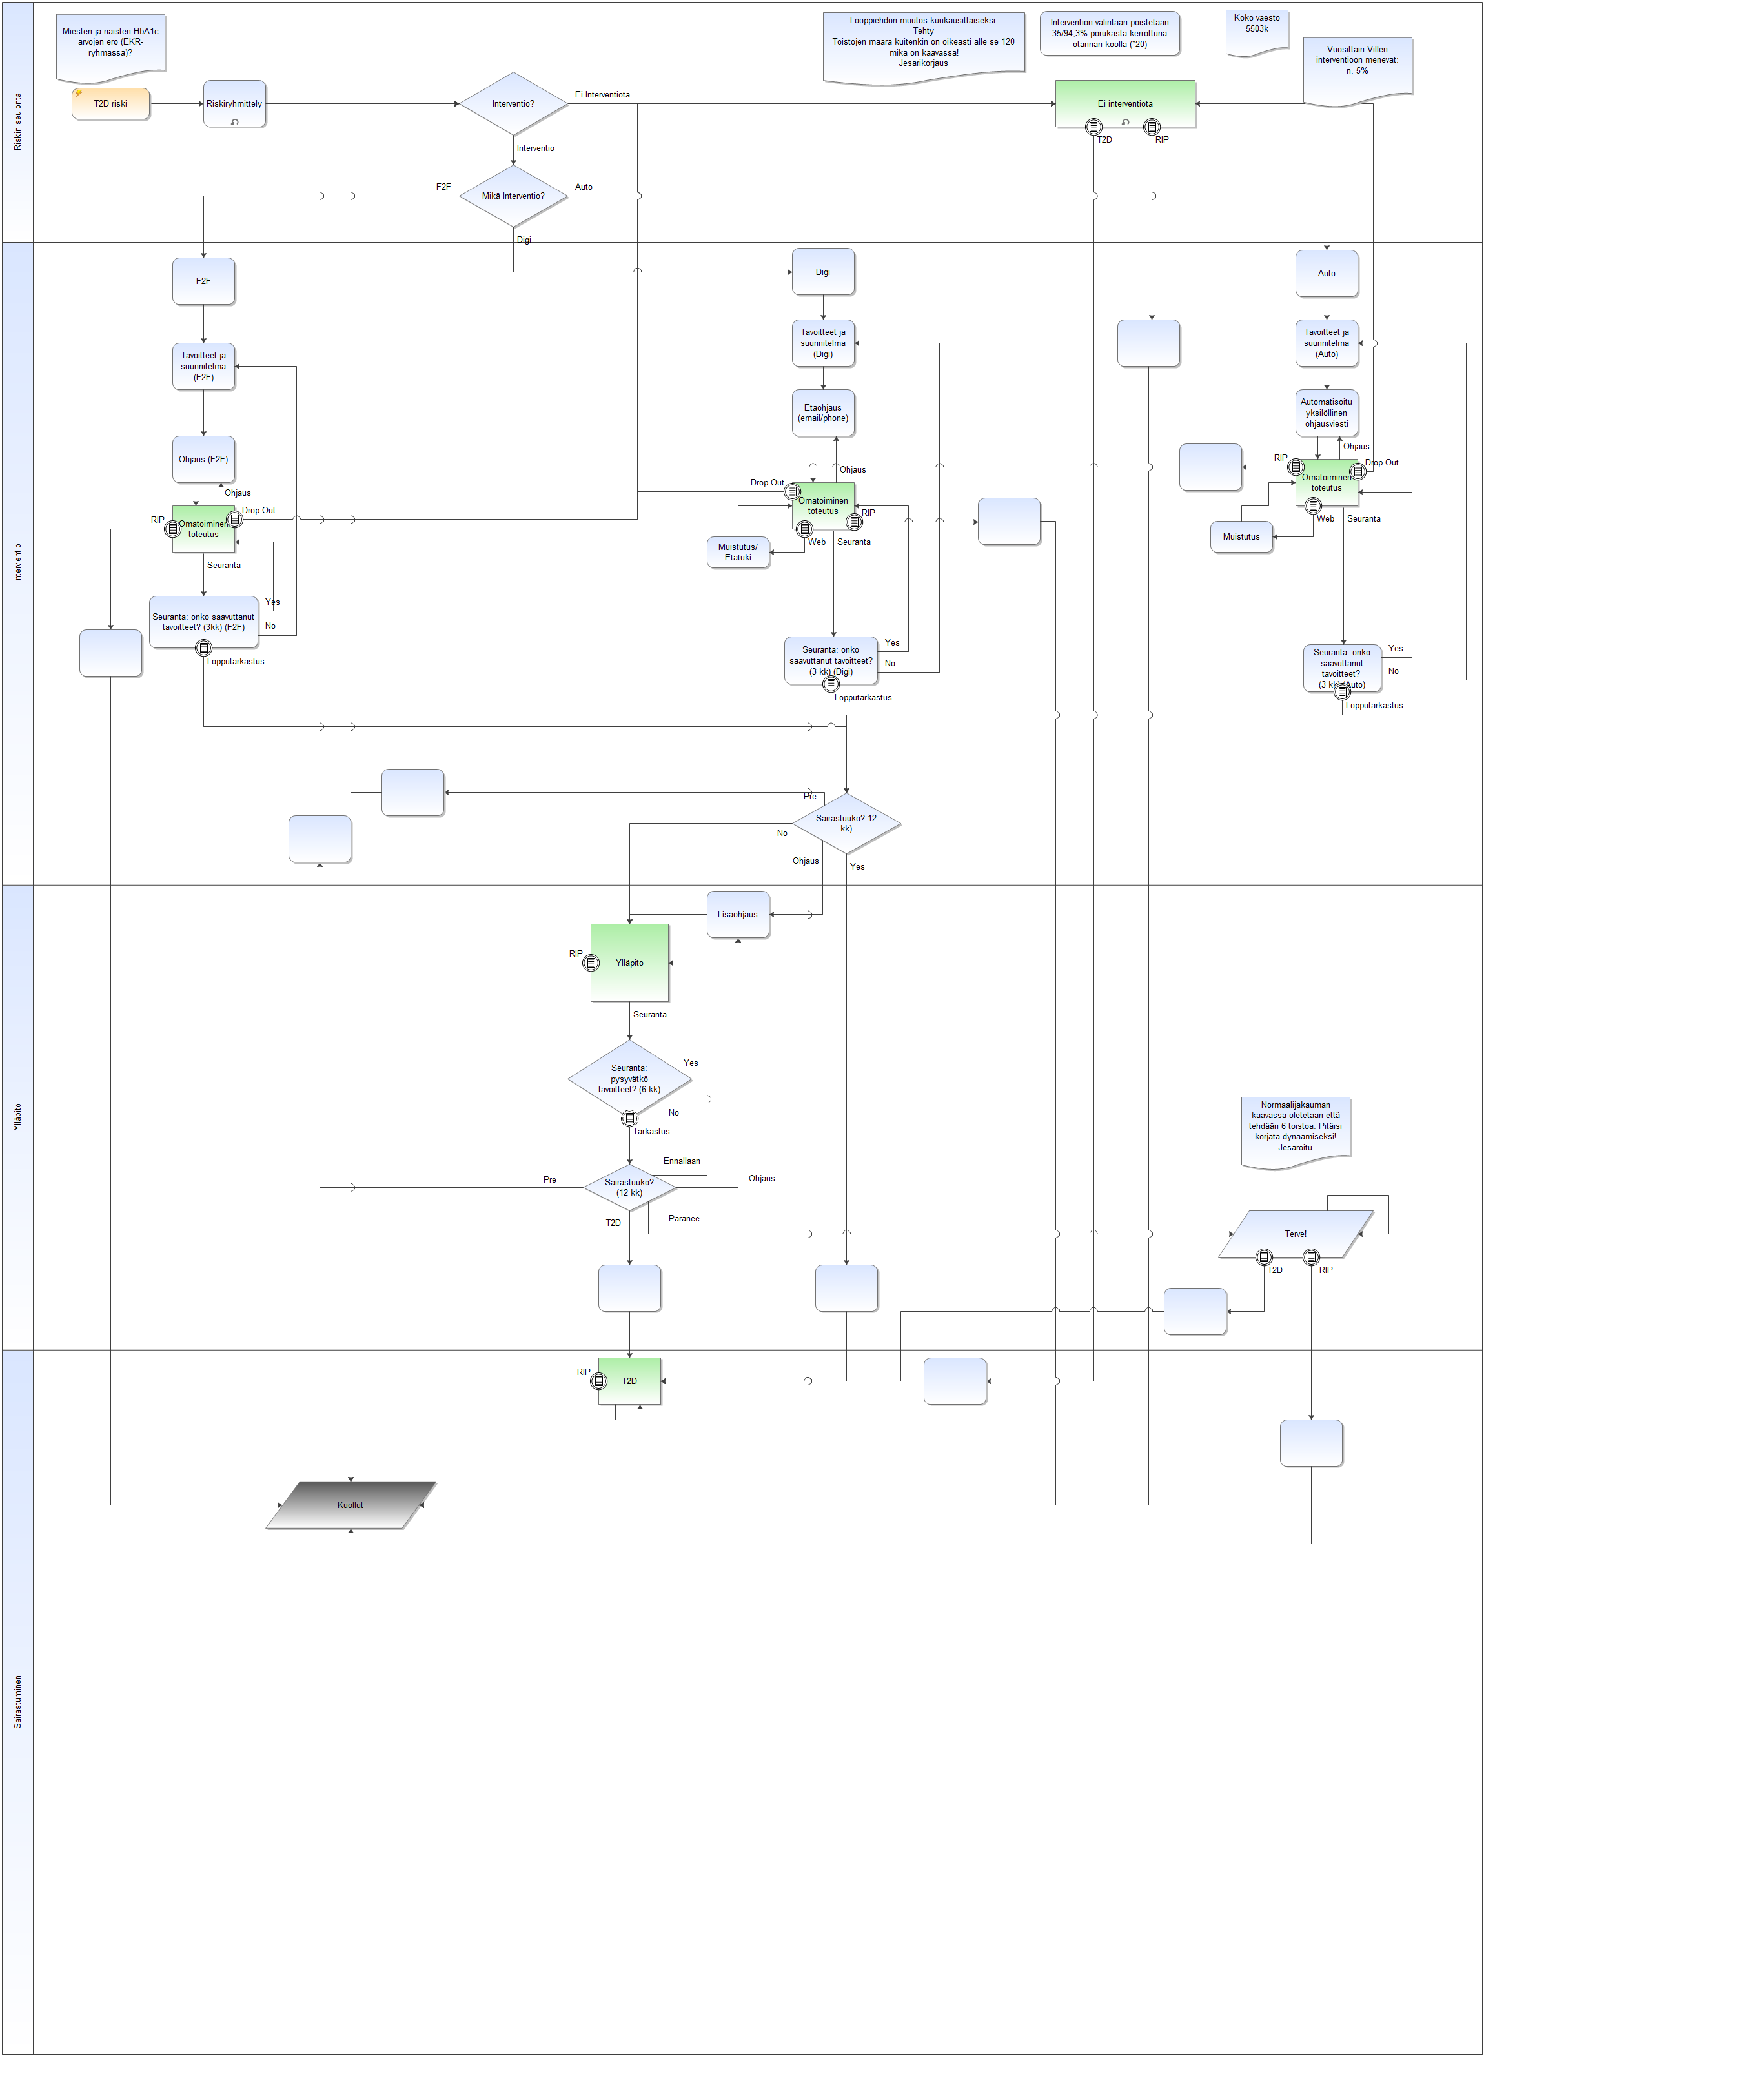 Riskin seulonta
Miesten ja naisten HbA1c
arvojen ero (EKR-
ryhmässä)?
Looppiehdon muutos kuukausittaiseksi.
Tehty
Toistojen määrä kuitenkin on oikeasti alle se 120
mikä on kaavassa!
Jesarikorjaus
Intervention valintaan poistetaan
35/94,3% porukasta kerrottuna
otannan koolla (*20)
Koko väestö
5503k
Vuosittain Villen
interventioon menevät:
n. 5%
T2D riski
Riskiryhmittely
Interventio?
Ei Interventiota
Ei interventiota
T2D
RIP
Interventio
Mikä Interventio?
F2F
Auto
Digi
Interventio
F2F
Tavoitteet ja
suunnitelma
(F2F)
Ohjaus (F2F)
Ohjaus
RIP
Drop Out
Omatoiminen
toteutus
Seuranta
Seuranta: onko saavuttanut
tavoitteet? (3kk) (F2F)
Yes
No
Lopputarkastus
Digi
Tavoitteet ja
suunnitelma
(Digi)
Etäohjaus
(email/phone)
Ohjaus
Drop Out
Omatoiminen
toteutus
RIP
Web
Seuranta
Muistutus/
Etätuki
Seuranta: onko
saavuttanut tavoitteet?
(3 kk) (Digi)
Yes
No
Lopputarkastus
Auto
Tavoitteet ja
suunnitelma
(Auto)
Automatisoitu
yksilöllinen
ohjausviesti
Ohjaus
RIP
Drop Out
Omatoiminen
toteutus
Web
Seuranta
Muistutus
Seuranta: onko
saavuttanut
tavoitteet?
(3 kk) (Auto)
Yes
No
Lopputarkastus
Pre
Sairastuuko? 12
kk)
No
Ohjaus
Yes
Ylläpitö
Lisäohjaus
RIP
Ylläpito
Seuranta
Seuranta:
pysyvätkö
tavoitteet? (6 kk)
Yes
No
Tarkastus
Ennallaan
Sairastuuko?
(12 kk)
Pre
Ohjaus
T2D
Paranee
Normaalijakauman
kaavassa oletetaan että
tehdään 6 toistoa. Pitäisi
korjata dynaamiseksi!
Jesaroitu
Terve!
T2D
RIP
Sairastuminen
RIP
T2D
Kuollut